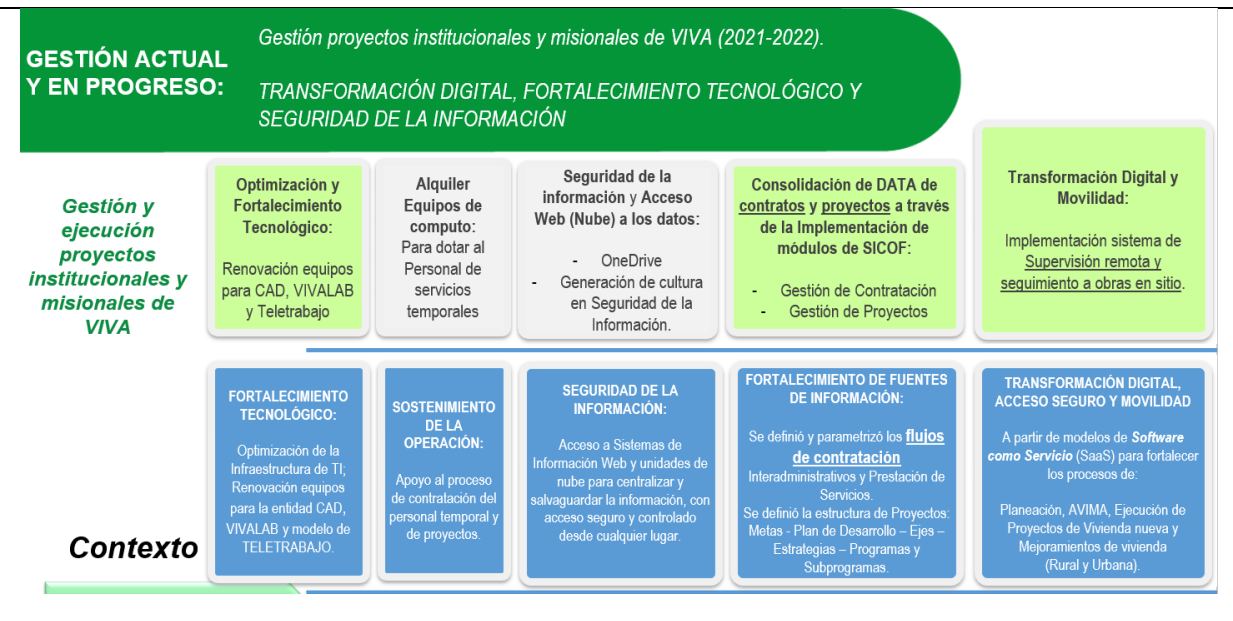 GESTIÓN ACTUAL
Y EN PROGRESO:
Gestión proyectos institucionales y misionales de VIVA (2021-2022).
TRANSFORMACIÓN DIGITAL, FORTALECIMIENTO TECNOLÓGICO Y
SEGURIDAD DE LA INFORMACIÓN
Gestión y
ejecución
proyectos
institucionales y
misionales de
VIVA
Optimización y
Fortalecimiento
Tecnológico:
Renovación equipos
para CAD, VIVALAB
y Teletrabajo
Alquiler
Equipos de
computo:
Para dotar al
Personal de
servicios
temporales
Seguridad de la
información y Acceso
Web (Nube) a los datos:
- OneDrive
- Generación de cultura
en Seguridad de la
Información.
Consolidación de DATA de
contratos y proyectos a través
de la Implementación de
módulos de SICOF:
- Gestión de Contratación
- Gestión de Proyectos
Transformación Digital y
Movilidad:
Implementación sistema de
Supervisión remota y
seguimiento a obras en sitio.
Contexto
FORTALECIMIENTO
TECNOLÓGICO:
Optimización de la
Infraestructura de TI;
Renovación equipos
para la entidad CAD,
VIVALAB y modelo de
TELETRABAJO.
SOSTENIMIENTO
DE LA
OPERACIÓN:
Apoyo al proceso
de contratación del
personal temporal y
de proyectos.
SEGURIDAD DE LA
INFORMACIÓN:
Acceso a Sistemas de
Información Web y unidades de
nube para centralizar y
salvaguardar la información, con
acceso seguro y controlado
desde cualquier lugar.
FORTALECIMIENTO DE FUENTES
DE INFORMACIÓN:
Se definió y parametrizó los flujos
de contratación
Interadministrativos y Prestación de
Servicios.
Se definió la estructura de Proyectos:
Metas - Plan de Desarrollo – Ejes –
Estrategias – Programas y
Subprogramas.
TRANSFORMACIÓN DIGITAL,
ACCESO SEGURO Y MOVILIDAD
A partir de modelos de Software
como Servicio (SaaS) para fortalecer
los procesos de:
Planeación, AVIMA, Ejecución de
Proyectos de Vivienda nueva y
Mejoramientos de vivienda
(Rural y Urbana).